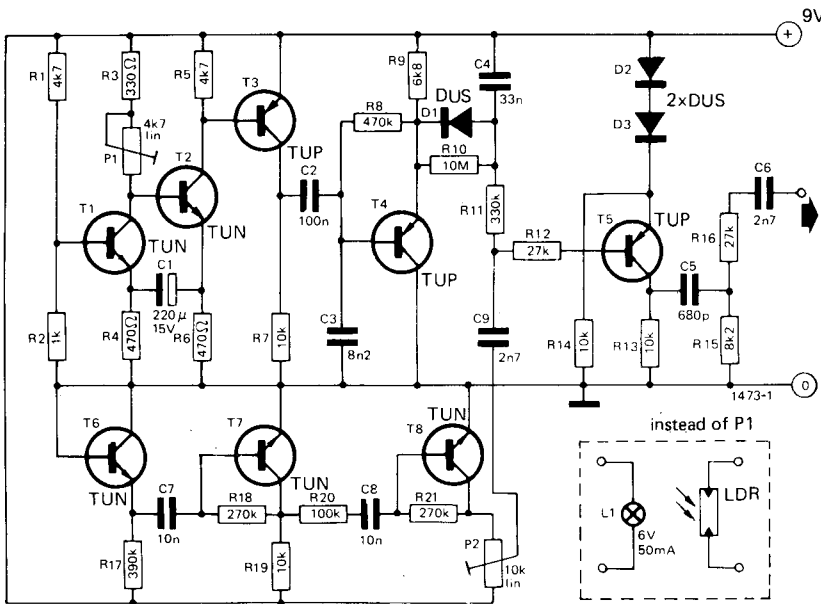 9V
+
R1
4k7
R3
330Ω
R5
4k7
T3
R9
6k8
C4
33n
D2
D3
2xDUS
4k7
lin
P1
T2
T1
TUN
TUN
TUP
C2
100n
R8
470k
D1
DUS
R10
10M
T4
TUP
R11
330k
R12
27k
T5
TUP
C6
2n7
R16
27k
C1
220µ
15V
R2
1k
R4
470Ω
R6
470Ω
R7
10k
C3
8n2
C9
2n7
R14
10k
R13
10k
C5
680p
R15
8k2
1473-1
0
T6
TUN
T7
TUN
T8
TUN
C7
10n
R18
270k
R20
100k
C8
10n
R21
270k
R17
390k
R19
10k
P2
10k
lin
instead of P1
L1
6V
50mA
LDR